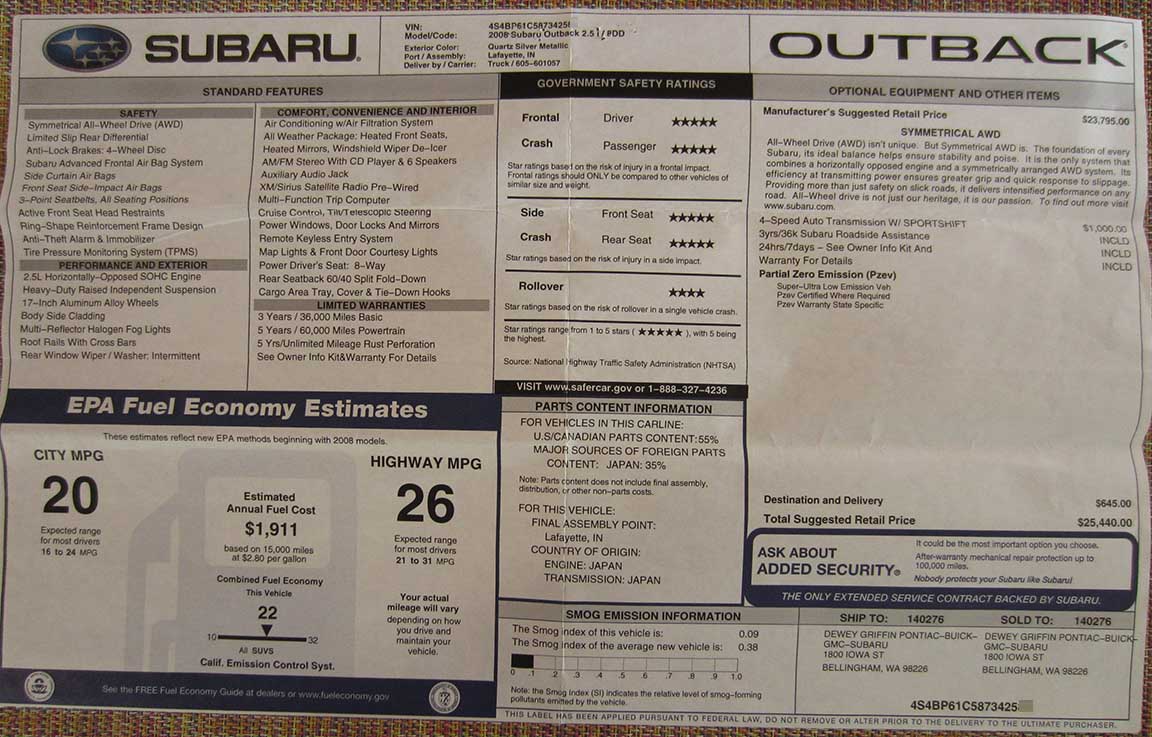 SUBARU®
VIN: 4S4BP61C5873425
Model/Code: 2008 Subaru Outback 2.5 I/
Exterior Color: Quartz Silver Metallic
Port / Assembly: Lafayette, IN
Deliver by / Carrier: Truck / 605-601057
OUTBACK®
STANDARD FEATURES
SAFETY
Symmetrical All-Wheel Drive (AWD)
Limited Slip Rear Differential
Anti-Lock Brakes: 4-Wheel Disc
Subaru Advanced Frontal Air Bag System
Side Curtain Air Bags
Front Seat Side-Impact Air Bags
3-Point Seatbelts, All Seating Positions
Active Front Seat Head Restraints
Ring-Shape Reinforcement Frame Design
Anti-Theft Alarm & Immobilizer
Tire Pressure Monitoring System (TPMS)
PERFORMANCE AND EXTERIOR
2.5L Horizontally-Opposed SOHC Engine
Heavy-Duty Raised Independent Suspension
17-Inch Aluminum Alloy Wheels
Body Side Cladding
Multi-Reflector Halogen Fog Lights
Roof Rails With Cross Bars
Rear Window Wiper / Washer: Intermittent
COMFORT, CONVENIENCE AND INTERIOR
Air Conditioning w/Air Filtration System
All Weather Package: Heated Front Seats,
Heated Mirrors, Windshield Wiper De-Icer
AM/FM Stereo With CD Player & 6 Speakers
Auxiliary Audio Jack
XM/Sirius Satellite Radio Pre-Wired
Multi-Function Trip Computer
Cruise Control, Tilt/Telescopic Steering
Power Windows, Door Locks And Mirrors
Remote Keyless Entry System
Map Lights & Front Door Courtesy Lights
Power Driver's Seat: 8-Way
Rear Seatback 60/40 Split Fold-Down
Cargo Area Tray, Cover & Tie-Down Hooks
LIMITED WARRANTIES
3 Years / 36,000 Miles Basic
5 Years / 60,000 Miles Powertrain
5 Yrs/Unlimited Mileage Rust Perforation
See Owner Info Kit&Warranty For Details
GOVERNMENT SAFETY RATINGS
Frontal Driver ★★★★★
Crash Passenger ★★★★★
Star ratings based on the risk of injury in a frontal impact.
Frontal ratings should ONLY be compared to other vehicles of
similar size and weight.
Side Front Seat ★★★★★
Crash Rear Seat ★★★★★
Star ratings based on the risk of injury in a side impact.
Rollover ★★★★
Star ratings based on the risk of rollover in a single vehicle crash.
Star ratings range from 1 to 5 stars ( ★★★★★ ), with 5 being
the highest.
Source: National Highway Traffic Safety Administration (NHTSA)
VISIT www.safercar.gov or 1-888-327-4236
OPTIONAL EQUIPMENT AND OTHER ITEMS
Manufacturer's Suggested Retail Price $23,795.00
SYMMETRICAL AWD
All-Wheel Drive (AWD) isn't unique. But Symmetrical AWD is. The foundation of every
Subaru, its ideal balance helps ensure stability and poise. It is the only system that
combines a horizontally opposed engine and a symmetrically arranged AWD system. Its
efficiency at transmitting power ensures greater grip and quick response to slippage.
Providing more than just safety on slick roads, it delivers intensified performance on any
road. All-Wheel drive is not just our heritage, it is our passion. To find out more visit
www.subaru.com.
4-Speed Auto Transmission W/ SPORTSHIFT $1,000.00
3yrs/36k Subaru Roadside Assistance INCLD
24hrs/7days - See Owner Info Kit And INCLD
Warranty For Details INCLD
Partial Zero Emission (Pzev)
Super-Ultra Low Emission Veh
Pzev Certified Where Required
Pzev Warranty State Specific
Destination and Delivery $645.00
Total Suggested Retail Price $25,440.00
ASK ABOUT
ADDED SECURITY®
It could be the most important option you choose.
After-warranty mechanical repair protection up to
100,000 miles.
Nobody protects your Subaru like Subaru!
THE ONLY EXTENDED SERVICE CONTRACT BACKED BY SUBARU.
EPA Fuel Economy Estimates
These estimates reflect new EPA methods beginning with 2008 models.
CITY MPG
20
Expected range
for most drivers
16 to 24 MPG
Estimated
Annual Fuel Cost
$1,911
based on 15,000 miles
at $2.80 per gallon
Combined Fuel Economy
This Vehicle
22
10 32
All SUVS
Calif. Emission Control Syst.
HIGHWAY MPG
26
Expected range
for most drivers
21 to 31 MPG
Your actual
mileage will vary
depending on how
you drive and
maintain your
vehicle.
See the FREE Fuel Economy Guide at dealers or www.fueleconomy.gov
PARTS CONTENT INFORMATION
FOR VEHICLES IN THIS CARLINE:
U.S/CANADIAN PARTS CONTENT:55%
MAJOR SOURCES OF FOREIGN PARTS
CONTENT: JAPAN: 35%
Note: Parts content does not include final assembly,
distribution, or other non-parts costs.
FOR THIS VEHICLE:
FINAL ASSEMBLY POINT:
Lafayette, IN
COUNTRY OF ORIGIN:
ENGINE: JAPAN
TRANSMISSION: JAPAN
SMOG EMISSION INFORMATION
The Smog index of this vehicle is: 0.09
The Smog index of the average new vehicle is: 0.38
0 .1 .2 .3 .4 .5 .6 .7 .8 .9 1.0
Note: the Smog Index (SI) indicates the relative level of smog-forming
pollutants emitted by the vehicle.
SHIP TO: 140276
DEWEY GRIFFIN PONTIAC-BUICK-
GMC-SUBARU
1800 IOWA ST
BELLINGHAM, WA 98226
SOLD TO: 140276
DEWEY GRIFFIN PONTIAC-BUICK-
GMC-SUBARU
1800 IOWA ST
BELLINGHAM, WA 98226
4S4BP61C5873425
THIS LABEL HAS BEEN APPLIED PURSUANT TO FEDERAL LAW, DO NOT REMOVE OR ALTER PRIOR TO THE DELIVERY TO THE ULTIMATE PURCHASER.